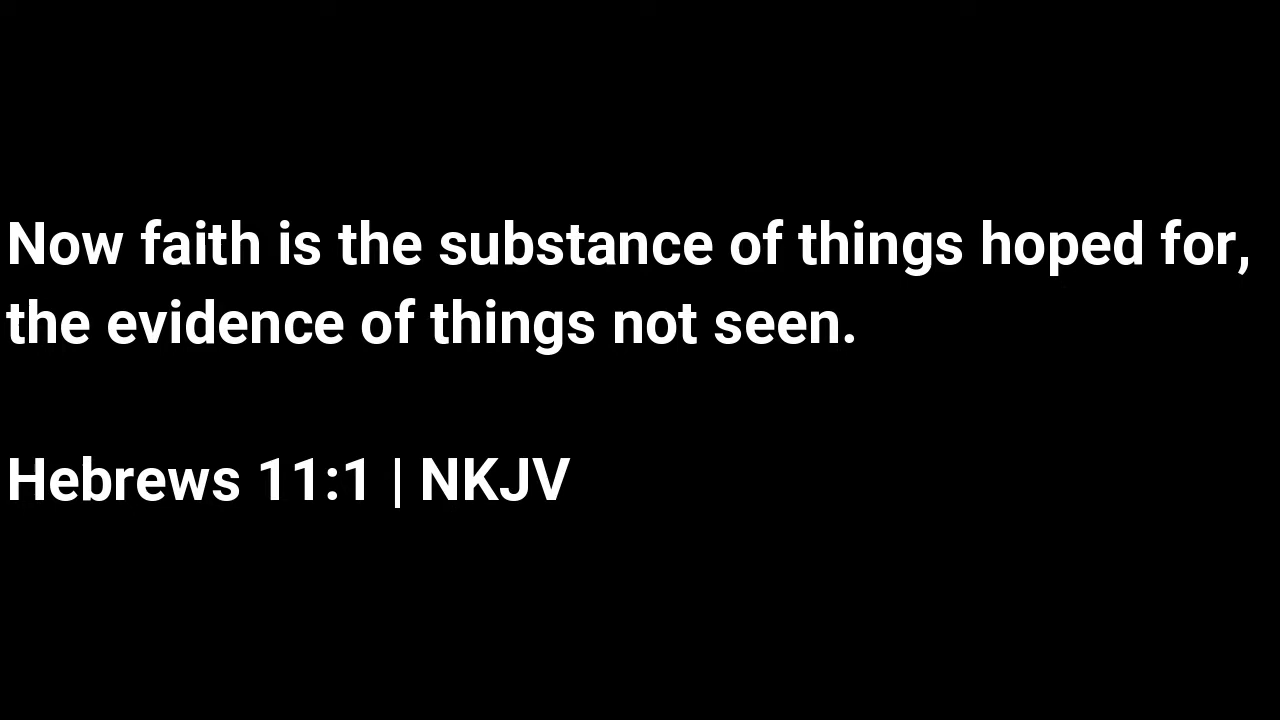 Now faith is the substance of things hoped for,
the evidence of things not seen.
Hebrews 11:1 | NKJV